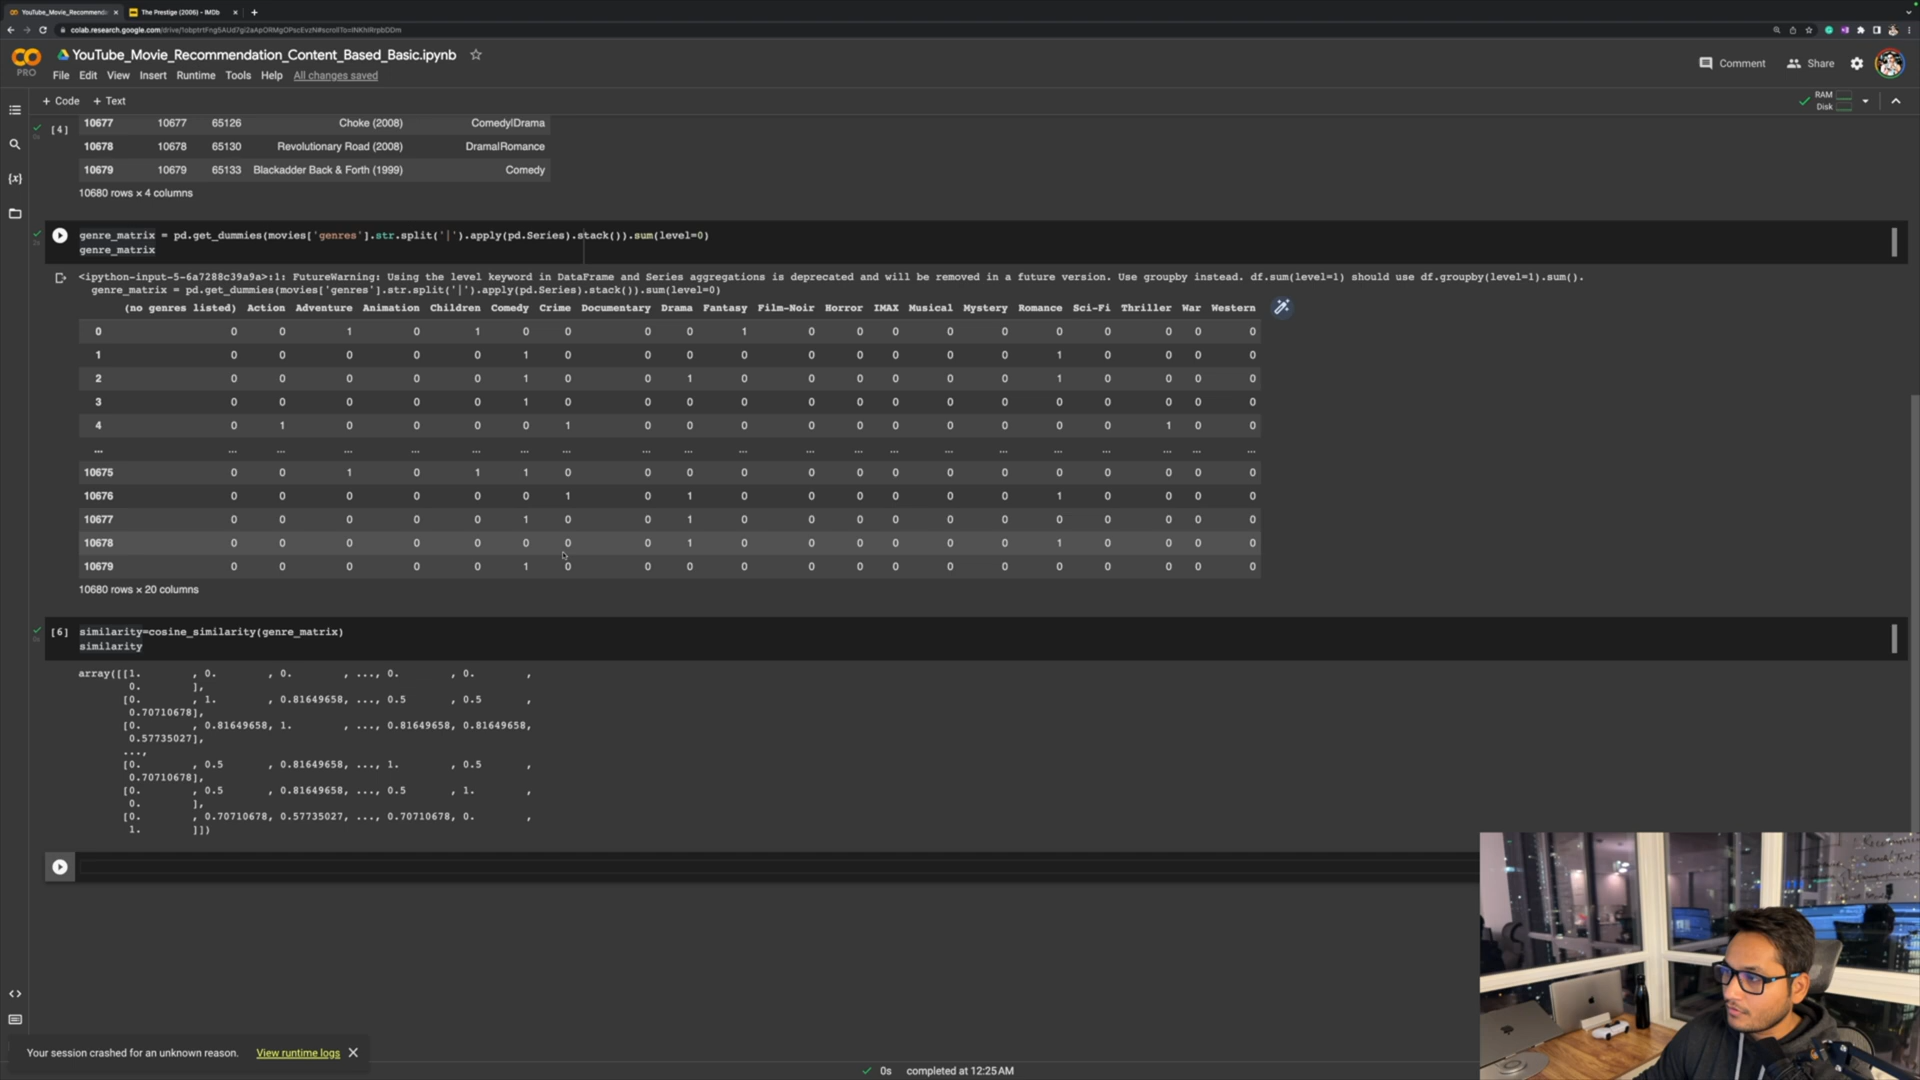 YouTube_Movie_Recommend
The Prestige (2006) - IMDb
YouTube_Movie_Recommendation_Content_Based_Basic.ipynb
PRO
File Edit View Insert Runtime Tools Help All changes saved
Comment Share
+ Code + Text
RAM
Disk
[4]
10677 10677 65126 Choke (2008) Comedy|Drama
10678 10678 65130 Revolutionary Road (2008) Drama|Romance
10679 10679 65133 Blackadder Back & Forth (1999) Comedy
10680 rows × 4 columns
genre_matrix = pd.get_dummies(movies['genres'].str.split('|').apply(pd.Series).stack()).sum(level=0)
genre_matrix
<ipython-input-5-6a7288c39a9a>:1: FutureWarning: Using the level keyword in DataFrame and Series aggregations is deprecated and will be removed in a future version. Use groupby instead. df.sum(level=1) should use df.groupby(level=1).sum().
genre_matrix = pd.get_dummies(movies['genres'].str.split('|').apply(pd.Series).stack()).sum(level=0)
(no genres listed) Action Adventure Animation Children Comedy Crime Documentary Drama Fantasy Film-Noir Horror IMAX Musical Mystery Romance Sci-Fi Thriller War Western
0 0 0 1 0 1 0 0 0 0 1 0 0 0 0 0 0 0 0 0 0
1 0 0 0 0 0 1 0 0 0 0 0 0 0 0 0 1 0 0 0 0
2 0 0 0 0 0 1 0 0 1 0 0 0 0 0 0 1 0 0 0 0
3 0 0 0 0 0 1 0 0 0 0 0 0 0 0 0 0 0 0 0 0
4 0 1 0 0 0 0 1 0 0 0 0 0 0 0 0 0 0 1 0 0
... ... ... ... ... ... ... ... ... ... ... ... ... ... ... ... ... ... ... ... ...
10675 0 0 1 0 1 1 0 0 0 0 0 0 0 0 0 0 0 0 0 0
10676 0 0 0 0 0 0 1 0 1 0 0 0 0 0 0 1 0 0 0 0
10677 0 0 0 0 0 1 0 0 1 0 0 0 0 0 0 0 0 0 0 0
10678 0 0 0 0 0 0 0 0 1 0 0 0 0 0 0 1 0 0 0 0
10679 0 0 0 0 0 1 0 0 0 0 0 0 0 0 0 0 0 0 0 0
10680 rows × 20 columns
[6] similarity=cosine_similarity(genre_matrix)
similarity
array([[1. , 0. , 0. , ..., 0. , 0. ,
0. ],
[0. , 1. , 0.81649658, ..., 0.5 , 0.5 ,
0.70710678],
[0. , 0.81649658, 1. , ..., 0.81649658, 0.81649658,
0.57735027],
...,
[0. , 0.5 , 0.81649658, ..., 1. , 0.5 ,
0.70710678],
[0. , 0.5 , 0.81649658, ..., 0.5 , 1. ,
0. ],
[0. , 0.70710678, 0.57735027, ..., 0.70710678, 0. ,
1. ]])
Your session crashed for an unknown reason. View runtime logs
0s completed at 12:25 AM